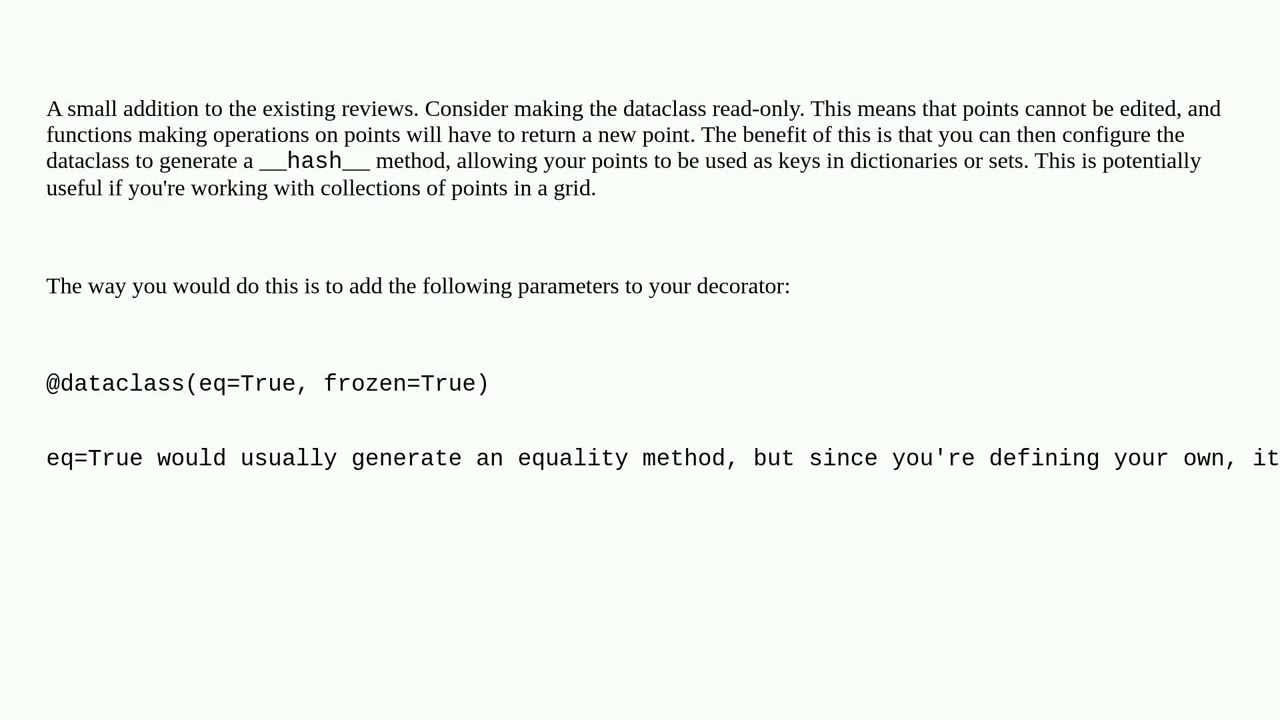 A small addition to the existing reviews. Consider making the dataclass read-only. This means that points cannot be edited, and
functions making operations on points will have to return a new point. The benefit of this is that you can then configure the
dataclass to generate a __hash__ method, allowing your points to be used as keys in dictionaries or sets. This is potentially
useful if you're working with collections of points in a grid.
The way you would do this is to add the following parameters to your decorator:
@dataclass(eq=True, frozen=True)
eq=True would usually generate an equality method, but since you're defining your own, it